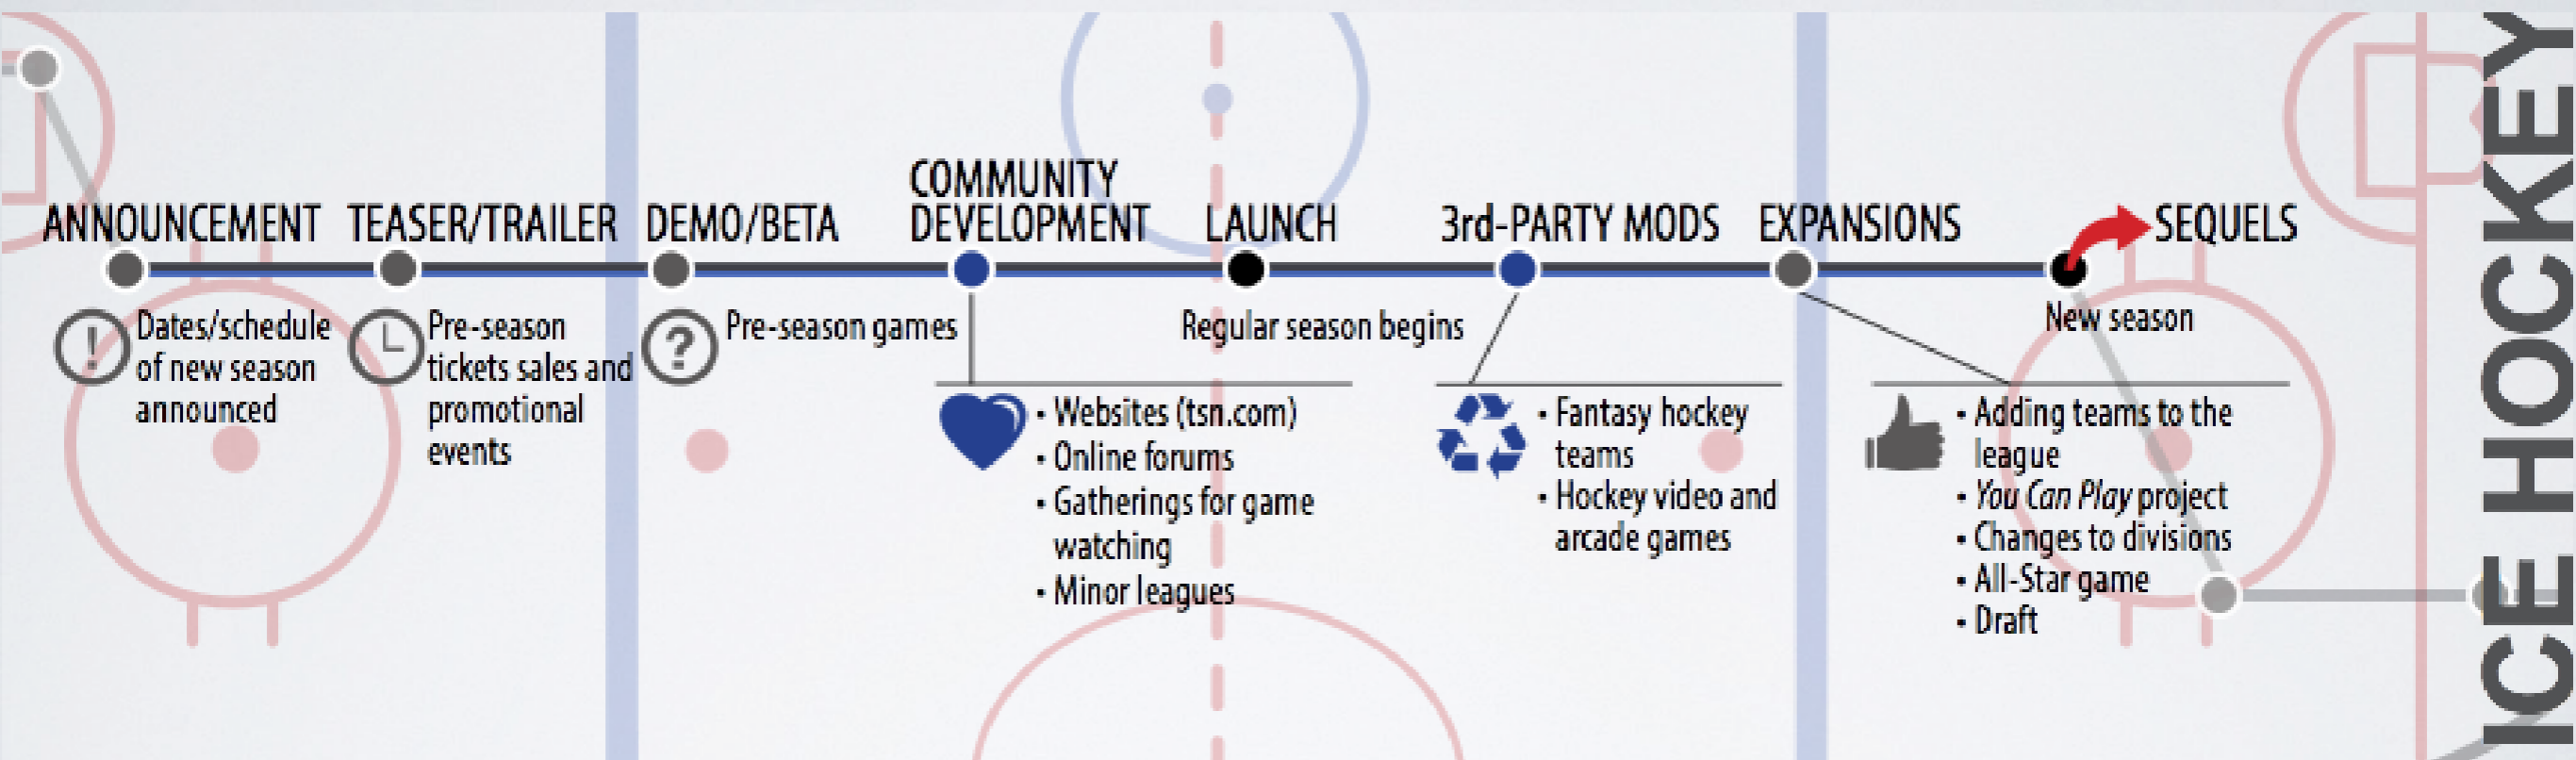 ANNOUNCEMENT
TEASER/TRAILER
DEMO/BETA
COMMUNITY
DEVELOPMENT
LAUNCH
3rd-PARTY MODS
EXPANSIONS
SEQUELS
!
Dates/schedule
of new season
announced
Pre-season
tickets sales and
promotional
events
?
Pre-season games
• Websites (tsn.com)
• Online forums
• Gatherings for game
watching
• Minor leagues
Regular season begins
• Fantasy hockey
teams
• Hockey video and
arcade games
• Adding teams to the
league
• You Can Play project
• Changes to divisions
• All-Star game
• Draft
New season
ICE HOCKEY